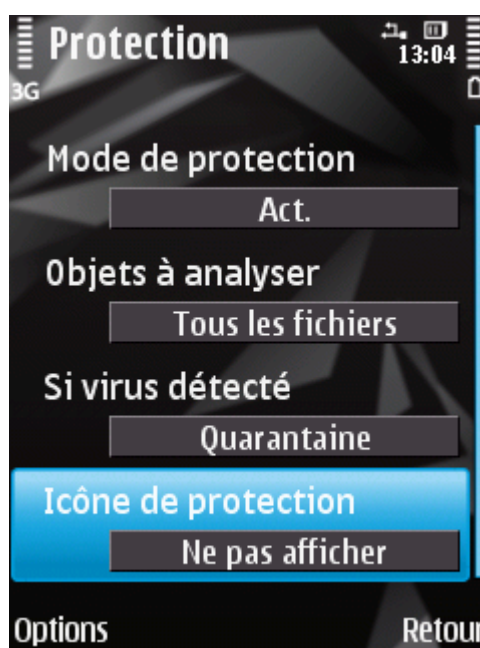 Protection
13:04
3G
Mode de protection
Act.
Objets à analyser
Tous les fichiers
Si virus détecté
Quarantaine
Icône de protection
Ne pas afficher
Options
Retour